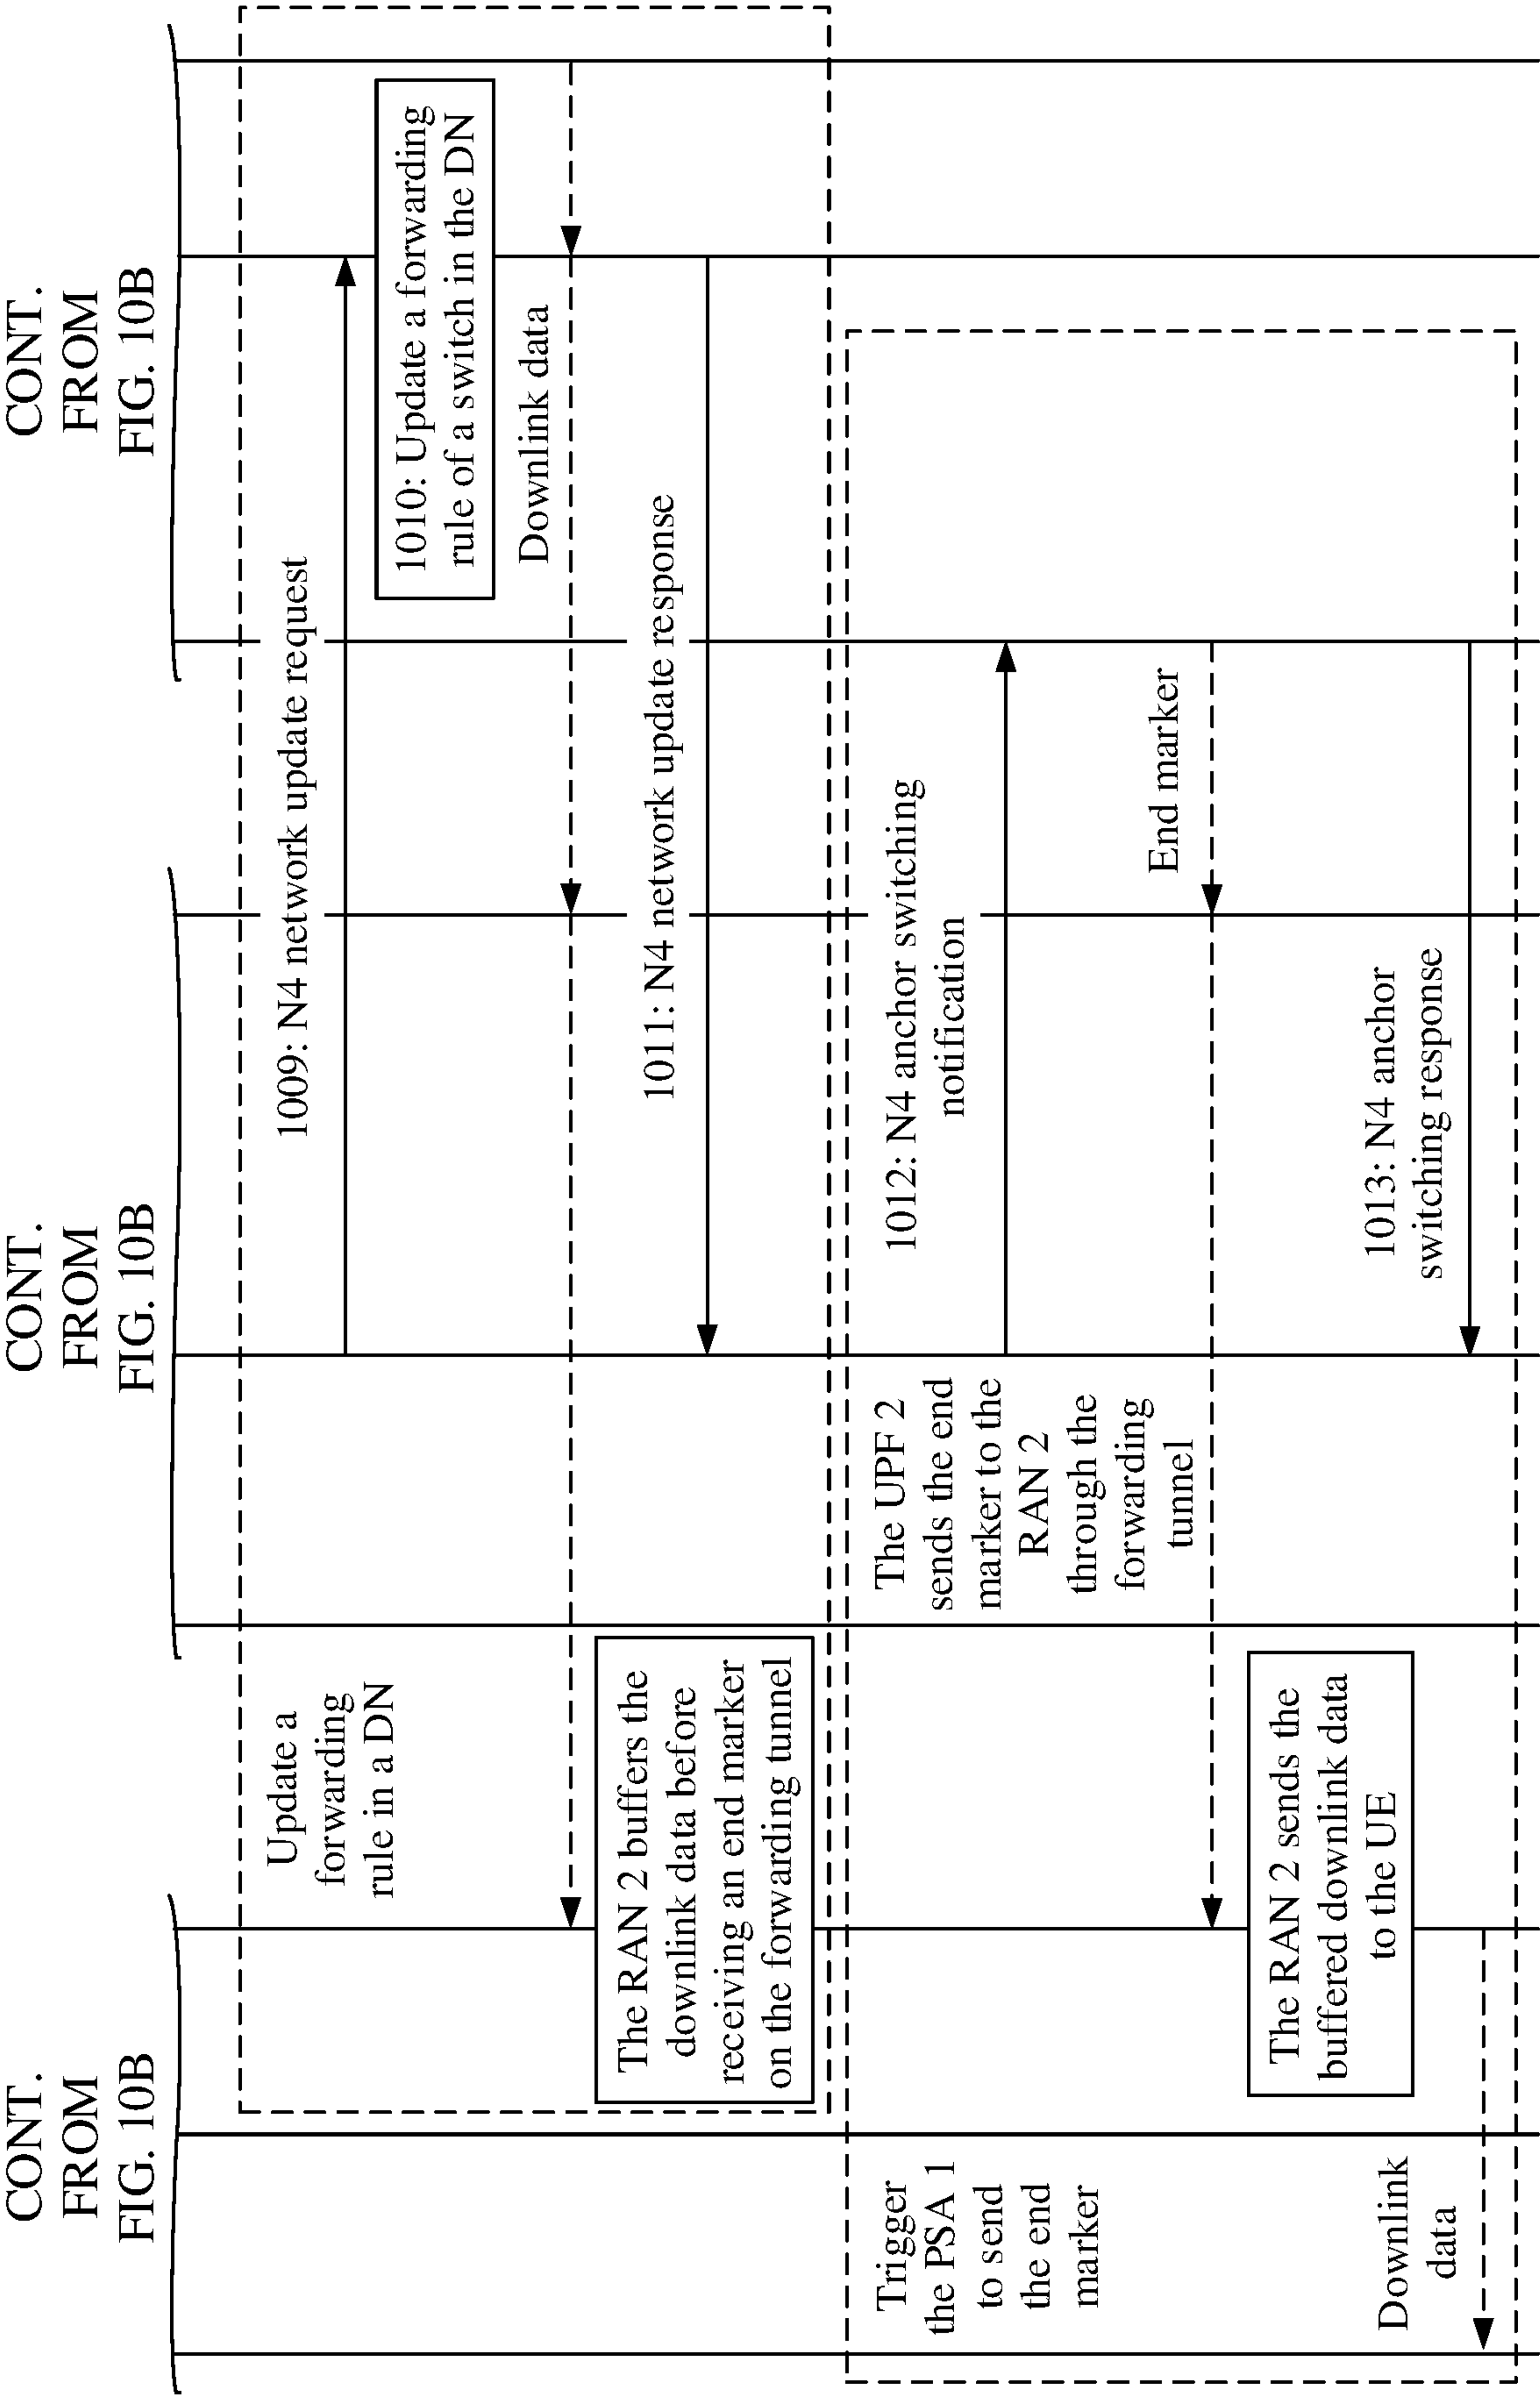 CONT.
FROM
FIG. 10B
CONT.
FROM
FIG. 10B
CONT.
FROM
FIG. 10B
Update a
forwarding
rule in a DN
1009: N4 network update request
1010: Update a forwarding
rule of a switch in the DN
Downlink data
The RAN 2 buffers the
downlink data before
receiving an end marker
on the forwarding tunnel
1011: N4 network update response
Trigger
the PSA 1
to send
the end
marker
The UPF 2
sends the end
marker to the
RAN 2
through the
forwarding
tunnel
1012: N4 anchor switching
notification
End marker
The RAN 2 sends the
buffered downlink data
to the UE
1013: N4 anchor
switching response
Downlink
data